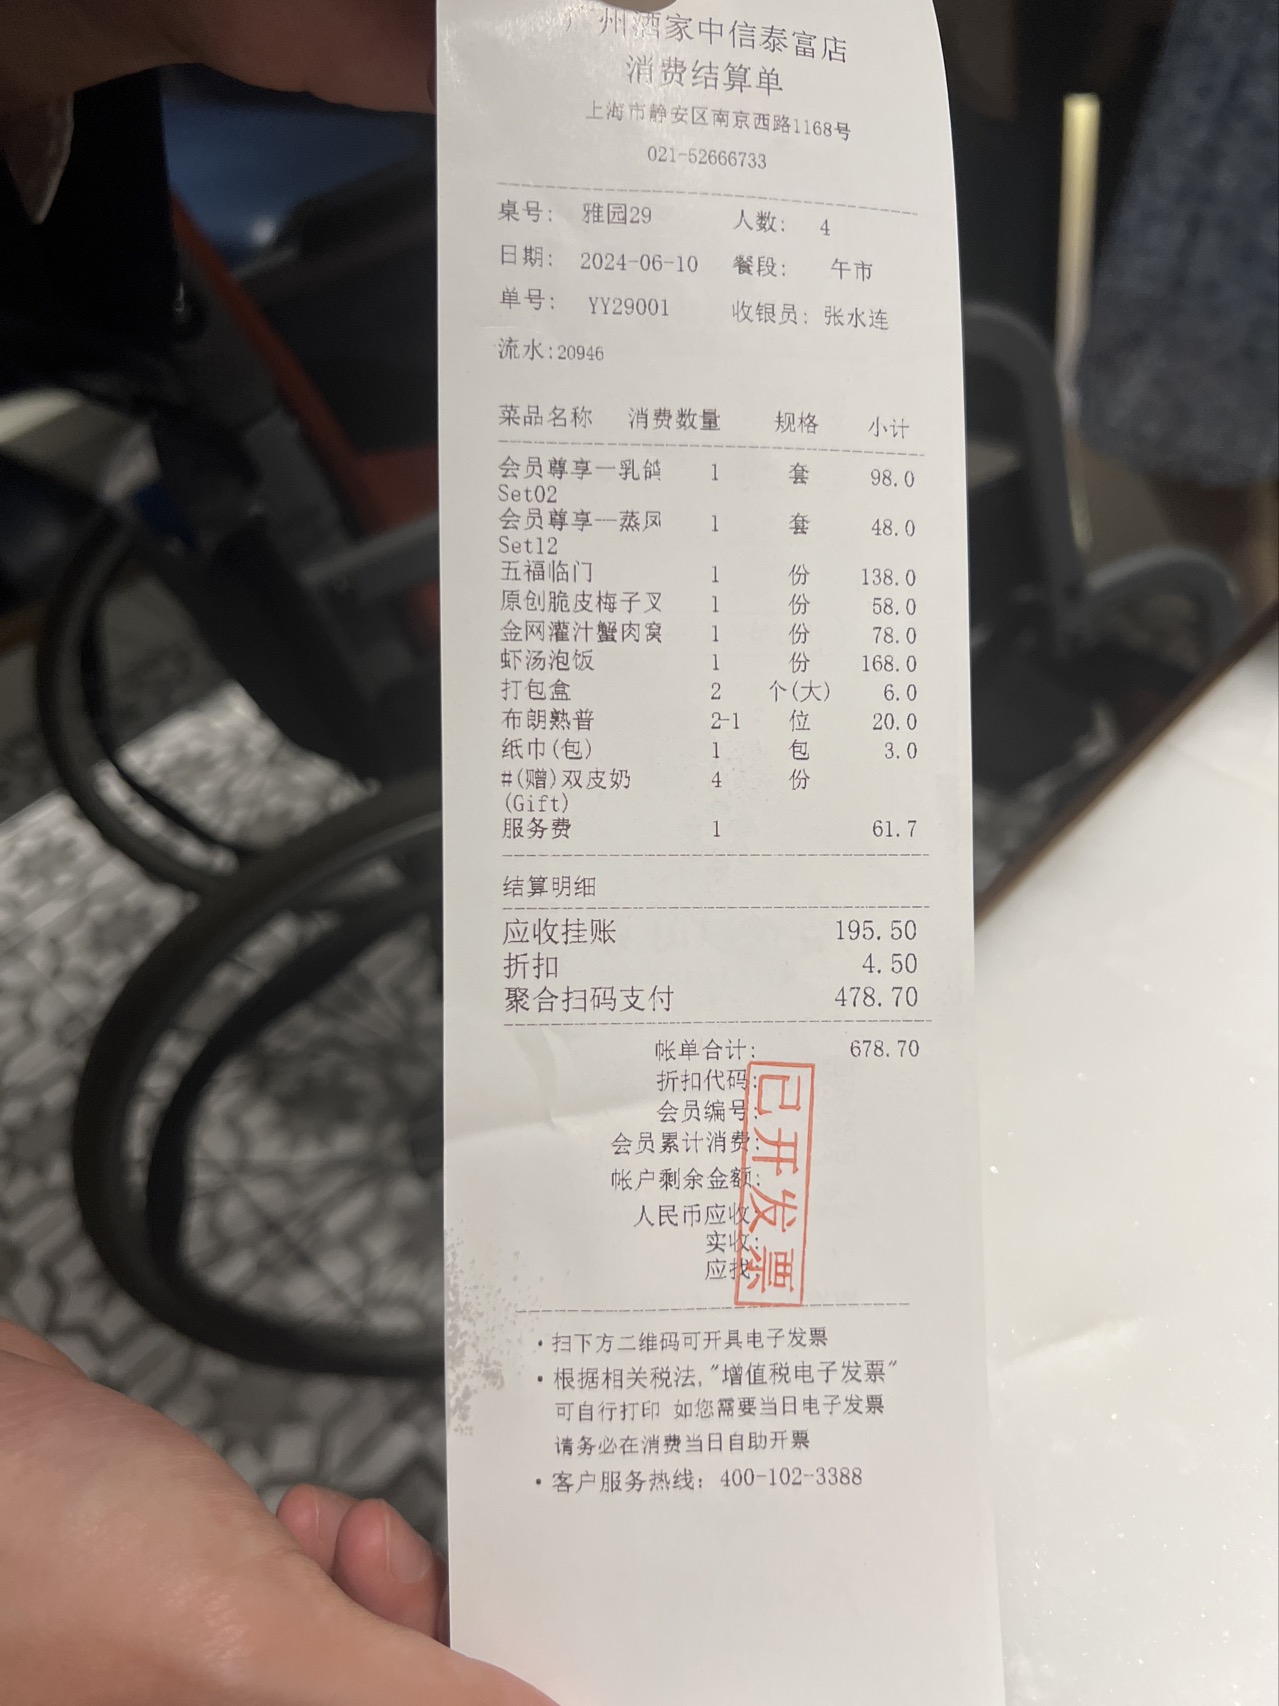 广州酒家中信泰富店
消费结算单
上海市静安区南京西路1168号
021-52666733
桌号: 雅园29 人数: 4
日期: 2024-06-10 餐段: 午市
单号: YY29001 收银员: 张水连
流水:20946
菜品名称 消费数量 规格 小计
会员尊享一乳鸽 1 套 98.0
Set02
会员尊享一蒸凤 1 套 48.0
Set12
五福临门 1 份 138.0
原创脆皮梅子叉 1 份 58.0
金网灌汁蟹肉窝 1 份 78.0
虾汤泡饭 1 份 168.0
打包盒 2 个(大) 6.0
布朗熟普 2-1 位 20.0
纸巾(包) 1 包 3.0
#(赠)双皮奶 4 份
(Gift)
服务费 1 61.7
结算明细
应收挂账 195.50
折扣 4.50
聚合扫码支付 478.70
帐单合计: 678.70
折扣代码:
会员编号:
会员累计消费:
帐户剩余金额:
人民币应收:
实收:
应找:
已开发票
·扫下方二维码可开具电子发票
·根据相关税法,"增值税电子发票"
可自行打印 如您需要当日电子发票
请务必在消费当日自助开票
·客户服务热线: 400-102-3388